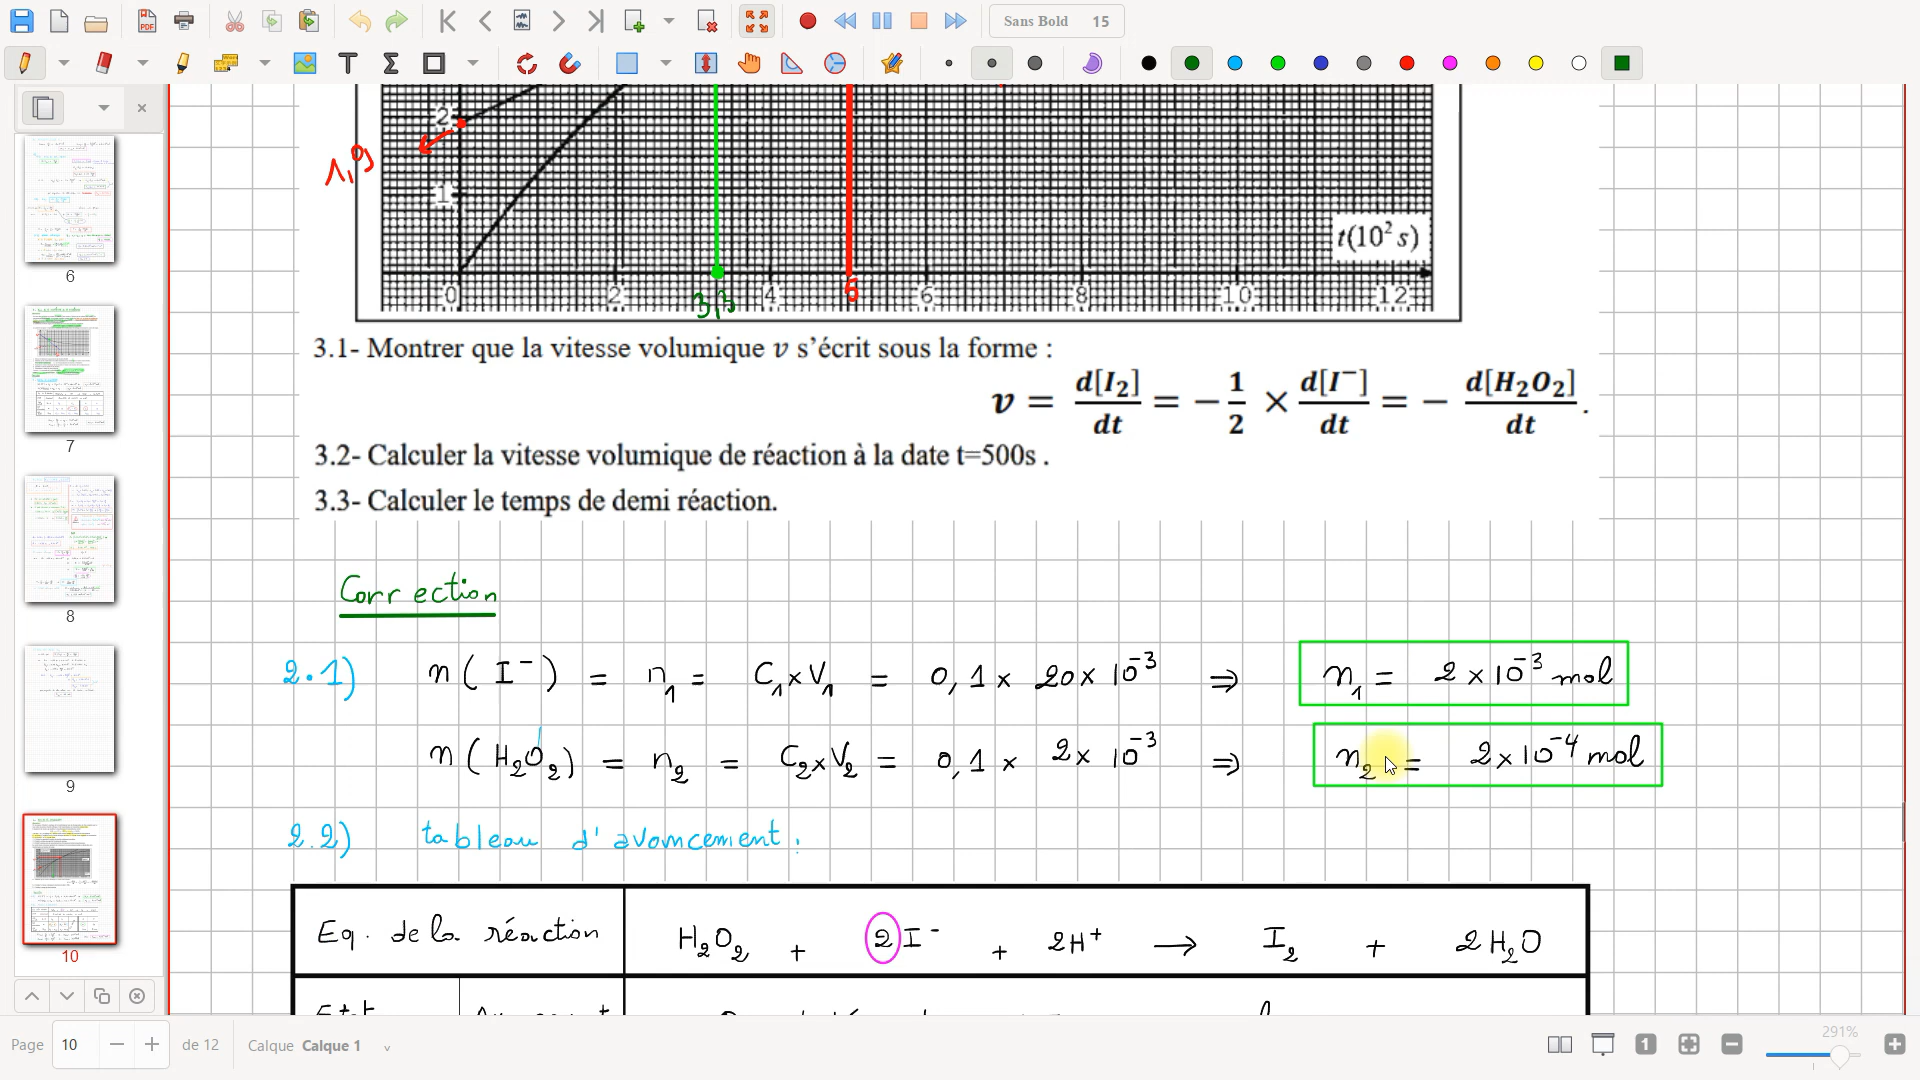 Sans Bold 15
2
1,9
1
t(10² s)
0 2 3,3 4 5 6 8 10 12
3.1- Montrer que la vitesse volumique v s'écrit sous la forme :
v = d[I₂]/dt = − 1/2 × d[I⁻]/dt = − d[H₂O₂]/dt .
3.2- Calculer la vitesse volumique de réaction à la date t=500s .
3.3- Calculer le temps de demi réaction.
Correction
2.1) n( I⁻ ) = n₁ = C₁×V₁ = 0,1 × 20 × 10⁻³ ⇒ n₁ = 2 × 10⁻³ mol
n( H₂O₂ ) = n₂ = C₂×V₂ = 0,1 × 2 × 10⁻³ ⇒ n₂ = 2 × 10⁻⁴ mol
2.2) tableau d'avancement :
Eq. de la réaction H₂O₂ + 2 I⁻ + 2H⁺ → I₂ + 2 H₂O
6
7
8
9
10
Page 10 de 12 Calque Calque 1
291%